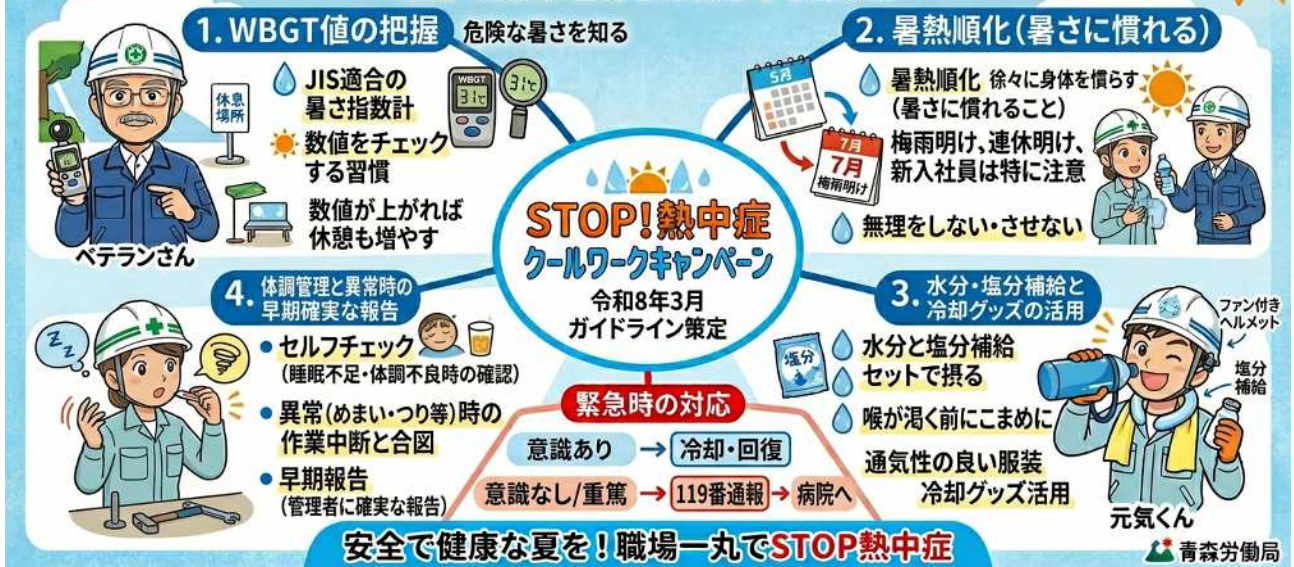 1. WBGT値の把握 危険な暑さを知る
JIS適合の
暑さ指数計
WBGT
31℃
31℃
休息
場所
数値をチェック
する習慣
数値が上がれば
休憩も増やす
ベテランさん
2. 暑熱順化(暑さに慣れる)
5月
7月
7月
梅雨明け
暑熱順化 徐々に身体を慣らす
(暑さに慣れること)
梅雨明け、連休明け、
新入社員は特に注意
無理をしない・させない
STOP!熱中症
クールワークキャンペーン
令和8年3月
ガイドライン策定
3. 水分・塩分補給と
冷却グッズの活用
塩分
水分と塩分補給
セットで摂る
喉が渇く前にこまめに
通気性の良い服装
冷却グッズ活用
ファン付き
ヘルメット
塩分
補給
元気くん
4. 体調管理と異常時の
早期確実な報告
zz
セルフチェック
(睡眠不足・体調不良時の確認)
異常(めまい・つり等)時の
作業中断と合図
早期報告
(管理者に確実な報告)
緊急時の対応
意識あり → 冷却・回復
意識なし/重篤 → 119番通報 → 病院へ
安全で健康な夏を!職場一丸でSTOP熱中症
青森労働局